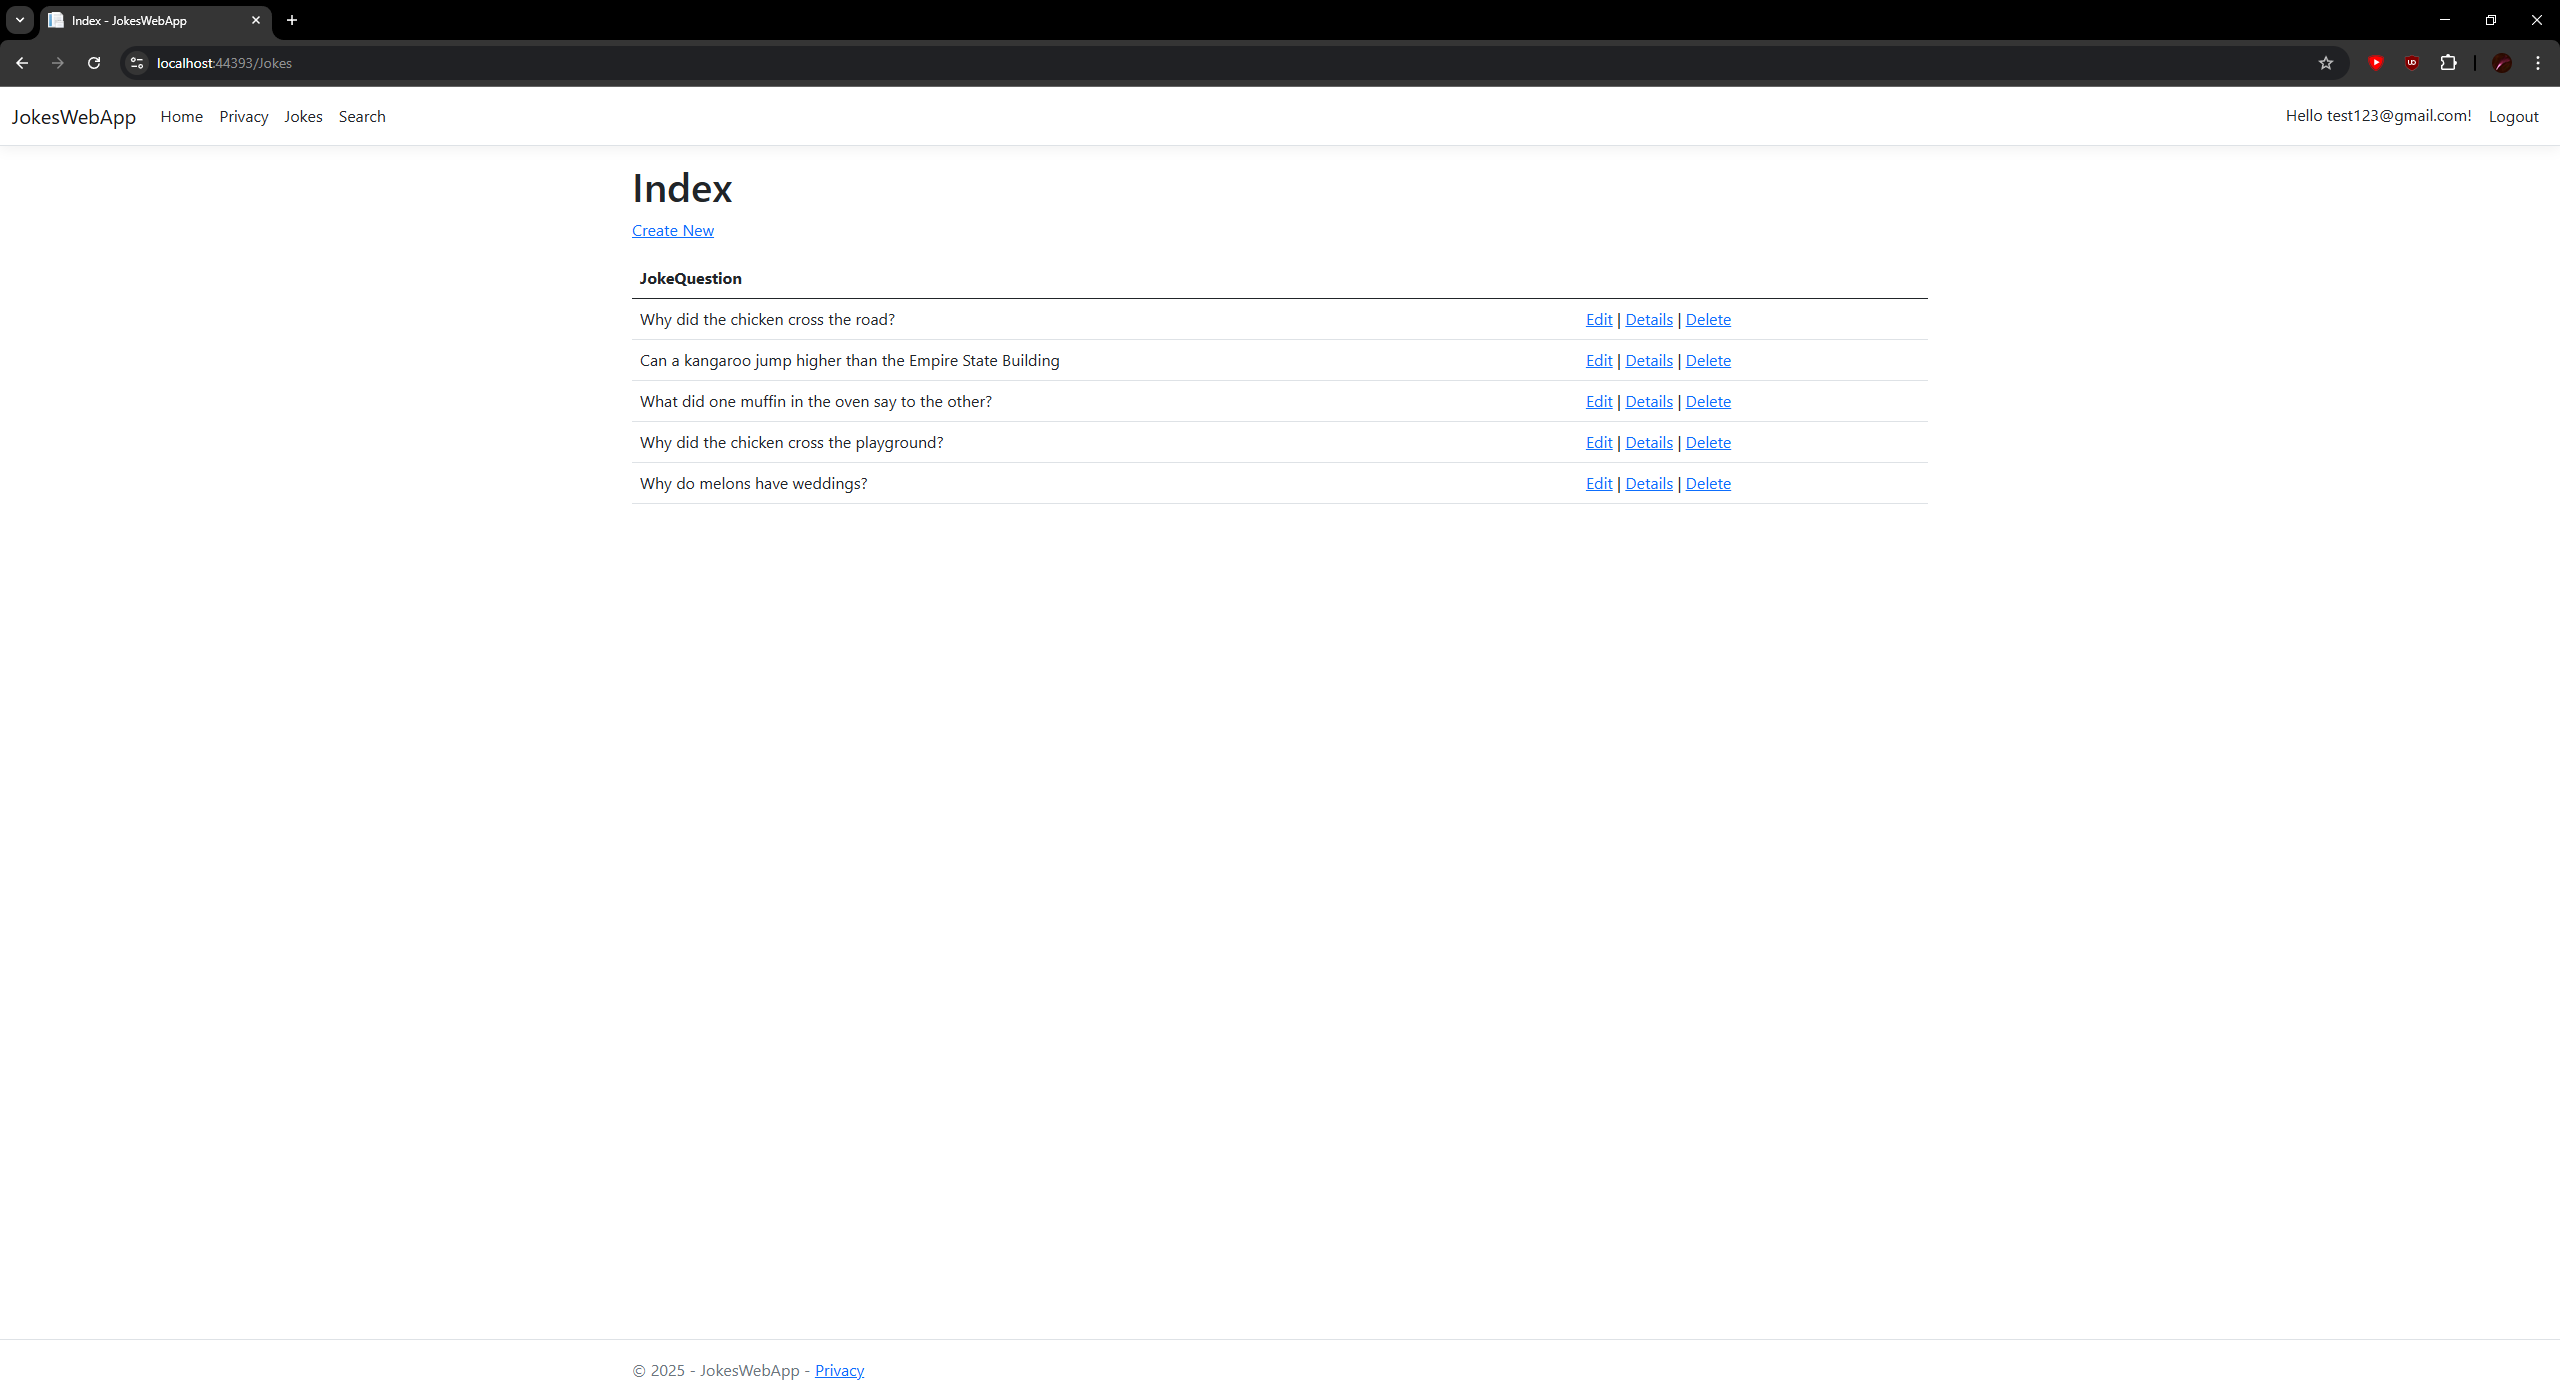 Index - JokesWebApp
localhost:44393/Jokes
JokesWebApp Home Privacy Jokes Search Hello test123@gmail.com! Logout
Index
Create New
JokeQuestion
Why did the chicken cross the road? Edit | Details | Delete
Can a kangaroo jump higher than the Empire State Building Edit | Details | Delete
What did one muffin in the oven say to the other? Edit | Details | Delete
Why did the chicken cross the playground? Edit | Details | Delete
Why do melons have weddings? Edit | Details | Delete
© 2025 - JokesWebApp - Privacy